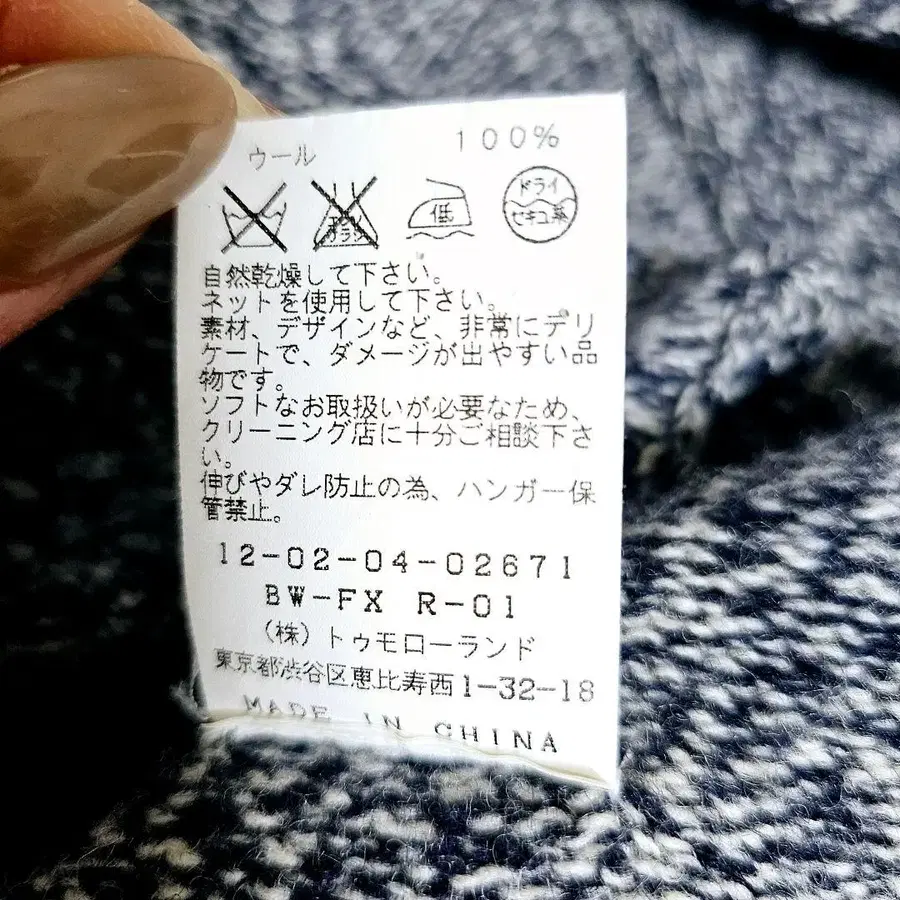 ウール 100%
低
ドライ
セキユ系
自然乾燥して下さい。
ネットを使用して下さい。
素材、デザインなど、非常にデリ
ケートで、ダメージが出やすい品
物です。
ソフトなお取扱いが必要なため、
クリーニング店に十分ご相談下さ
い。
伸びやダレ防止の為、ハンガー保
管禁止。
12-02-04-02671
BW-FX R-01
(株)トゥモローランド
東京都渋谷区恵比寿西1-32-18
MADE IN CHINA